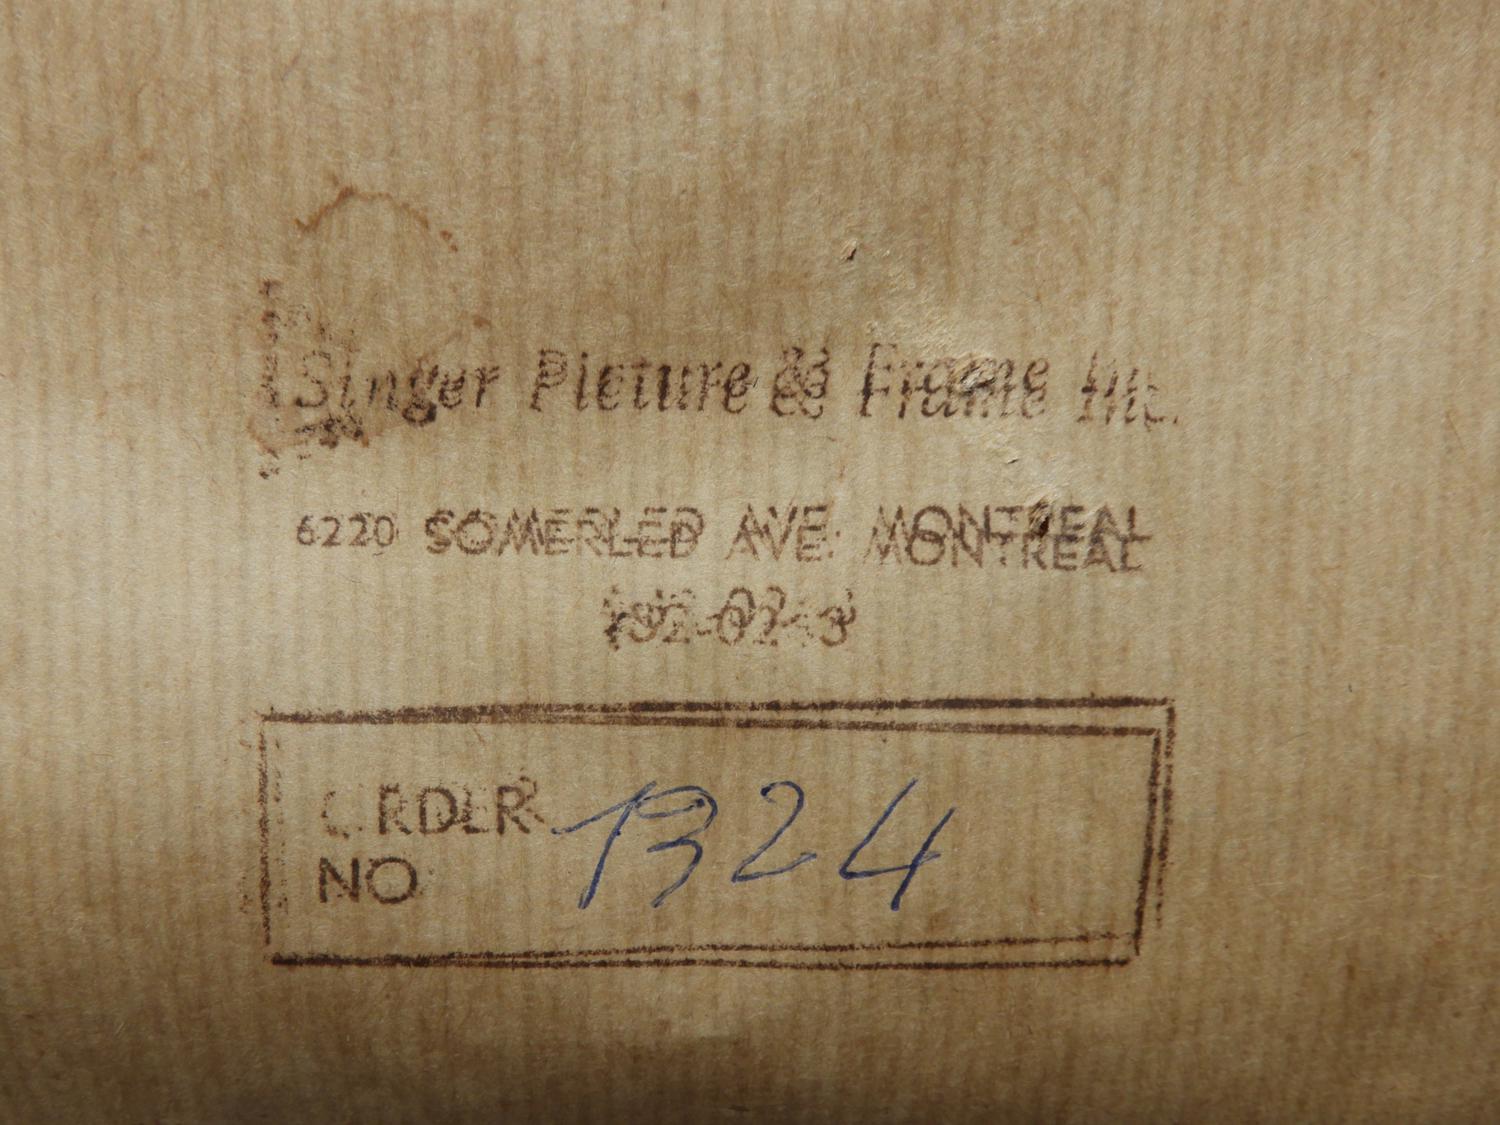 Singer Picture & Frame Inc.
6220 SOMERLED AVE. MONTREAL
ORDER
NO 1324